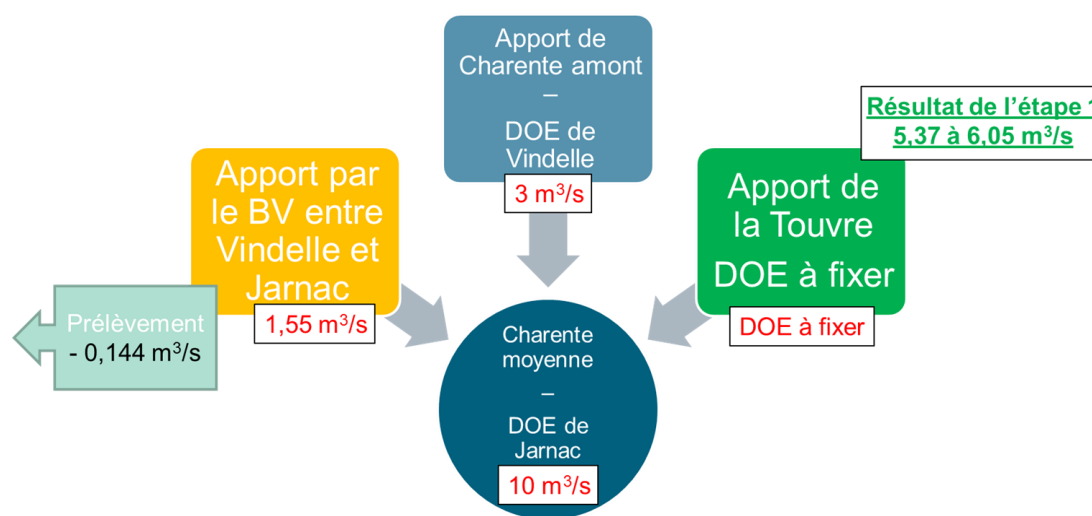 Apport de
Charente amont
–
DOE de
Vindelle
3 m³/s
Résultat de l'étape 1
5,37 à 6,05 m³/s
Apport par
le BV entre
Vindelle et
Jarnac
1,55 m³/s
Apport de
la Touvre
DOE à fixer
DOE à fixer
Prélèvement
- 0,144 m³/s
Charente
moyenne
–
DOE de
Jarnac
10 m³/s